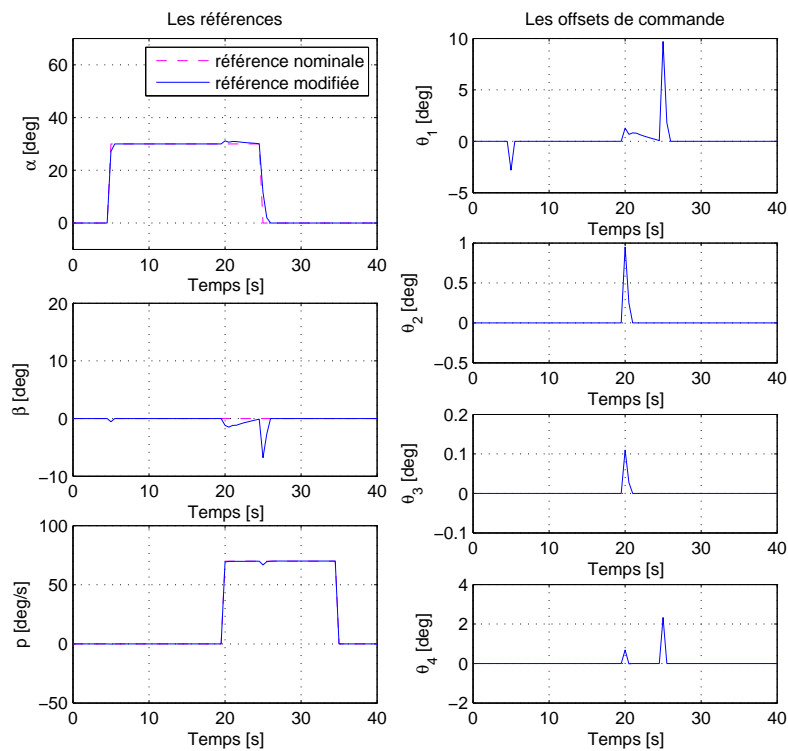 Les références
référence nominale
référence modifiée
α [deg]
60
40
20
0
0 10 20 30 40
Temps [s]
β [deg]
20
10
0
−10
0 10 20 30 40
Temps [s]
p [deg/s]
100
50
0
−50
0 10 20 30 40
Temps [s]
Les offsets de commande
θ1 [deg]
10
5
0
−5
0 10 20 30 40
Temps [s]
θ2 [deg]
1
0.5
0
−0.5
0 10 20 30 40
Temps [s]
θ3 [deg]
0.2
0.1
0
−0.1
0 10 20 30 40
Temps [s]
θ4 [deg]
4
2
0
−2
0 10 20 30 40
Temps [s]